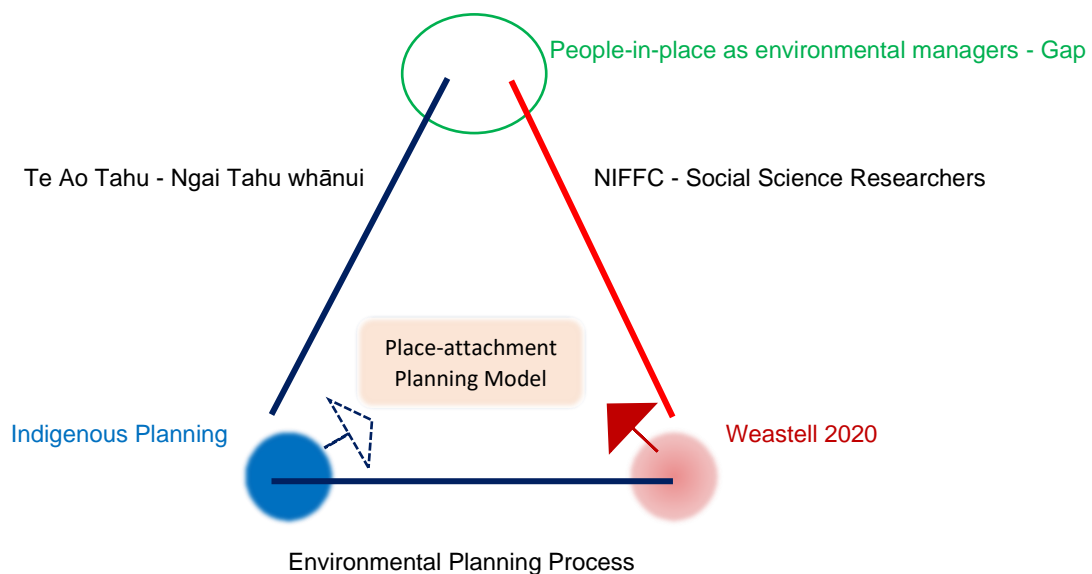 People-in-place as environmental managers - Gap
Te Ao Tahu - Ngai Tahu whānui
NIFFC - Social Science Researchers
Place-attachment
Planning Model
Indigenous Planning
Weastell 2020
Environmental Planning Process